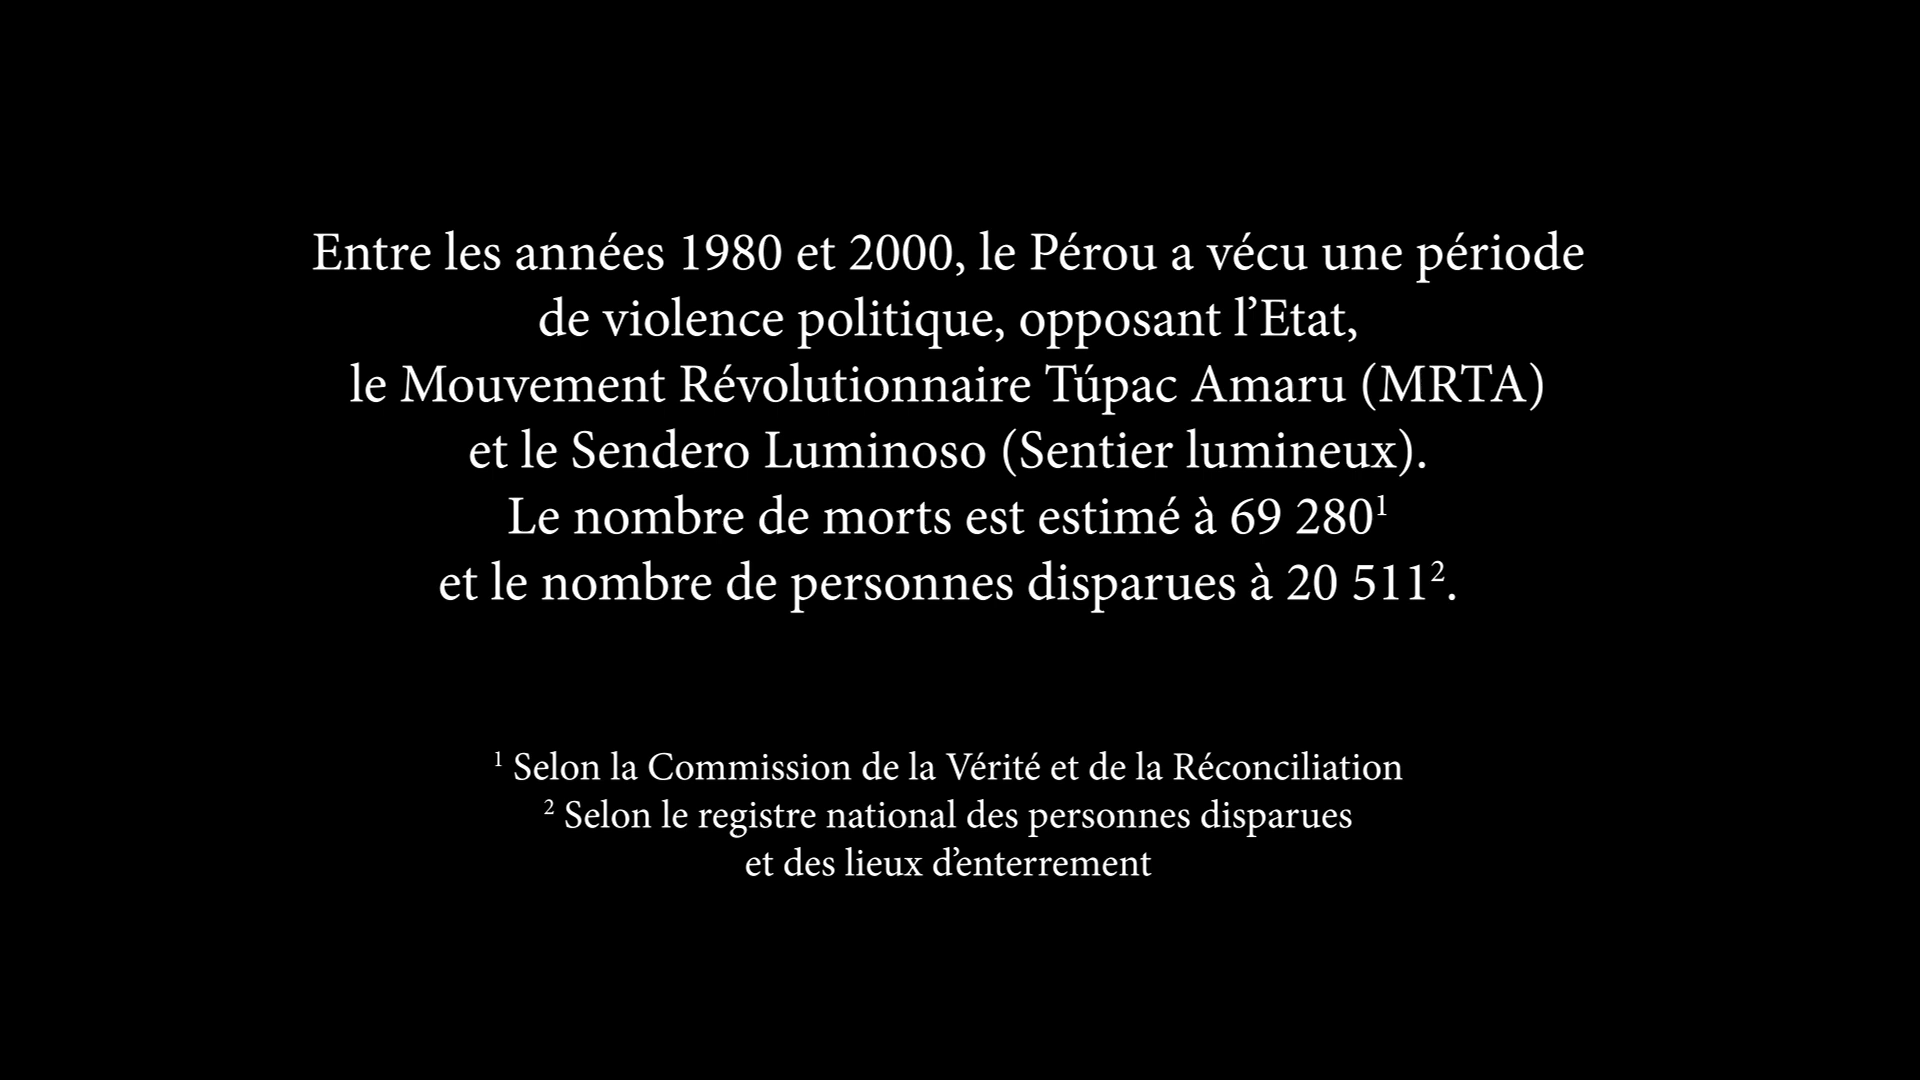 Entre les années 1980 et 2000, le Pérou a vécu une période
de violence politique, opposant l’Etat,
le Mouvement Révolutionnaire Túpac Amaru (MRTA)
et le Sendero Luminoso (Sentier lumineux).
Le nombre de morts est estimé à 69 280¹
et le nombre de personnes disparues à 20 511².
¹ Selon la Commission de la Vérité et de la Réconciliation
² Selon le registre national des personnes disparues
et des lieux d’enterrement